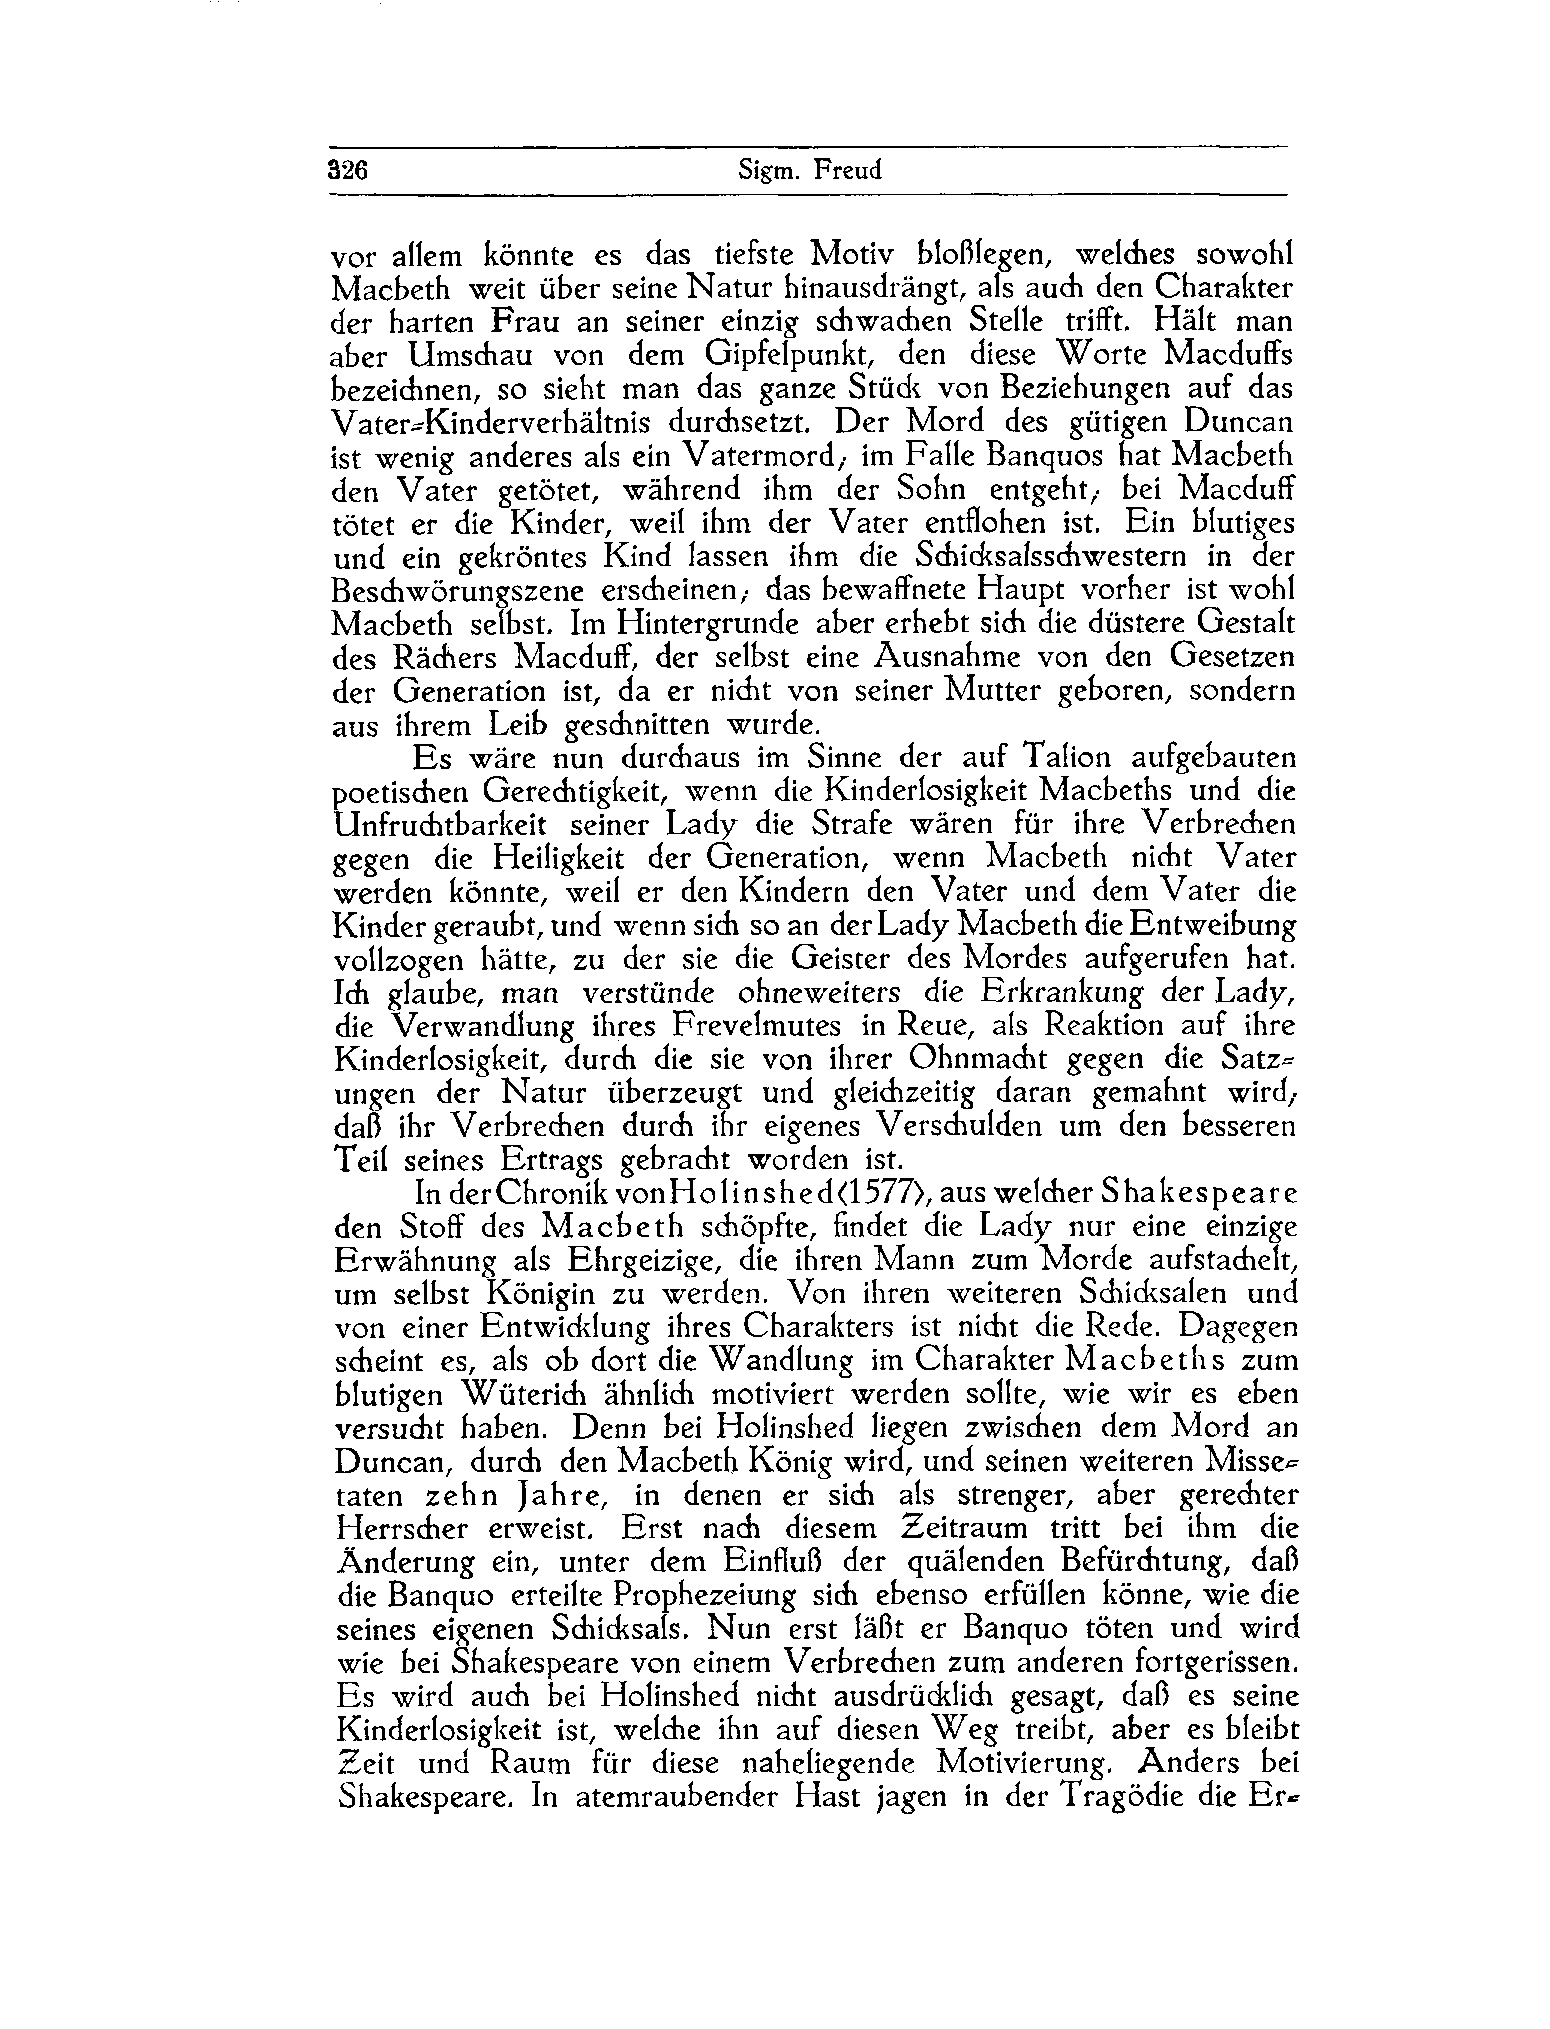 326
Sigm. Freud
vor allem könnte es das tiefste Motiv bloßlegen, welches sowohl
Macbeth weit über seine Natur hinausdrängt, als auch den Charakter
der harten Frau an seiner einzig schwachen Stelle trifft. Hält man
aber Umschau von dem Gipfelpunkt, den diese Worte Macduffs
bezeichnen, so sieht man das ganze Stück von Beziehungen auf das
Vater-Kinderverhältnis durchsetzt. Der Mord des gütigen Duncan
ist wenig anderes als ein Vatermord; im Falle Banquos hat Macbeth
den Vater getötet, während ihm der Sohn entgeht; bei Macduff
tötet er die Kinder, weil ihm der Vater entflohen ist. Ein blutiges
und ein gekröntes Kind lassen ihm die Schicksalsschwestern in der
Beschwörungszene erscheinen; das bewaffnete Haupt vorher ist wohl
Macbeth selbst. Im Hintergrunde aber erhebt sich die düstere Gestalt
des Rächers Macduff, der selbst eine Ausnahme von den Gesetzen
der Generation ist, da er nicht von seiner Mutter geboren, sondern
aus ihrem Leib geschnitten wurde.
Es wäre nun durchaus im Sinne der auf Talion aufgebauten
poetischen Gerechtigkeit, wenn die Kinderlosigkeit Macbeths und die
Unfruchtbarkeit seiner Lady die Strafe wären für ihre Verbrechen
gegen die Heiligkeit der Generation, wenn Macbeth nicht Vater
werden könnte, weil er den Kindern den Vater und dem Vater die
Kinder geraubt, und wenn sich so an der Lady Macbeth die Entweibung
vollzogen hätte, zu der sie die Geister des Mordes aufgerufen hat.
Ich glaube, man verstünde ohneweiters die Erkrankung der Lady,
die Verwandlung ihres Frevelmutes in Reue, als Reaktion auf ihre
Kinderlosigkeit, durch die sie von ihrer Ohnmacht gegen die Satz-
ungen der Natur überzeugt und gleichzeitig daran gemahnt wird;
daß ihr Verbrechen durch ihr eigenes Verschulden um den besseren
Teil seines Ertrags gebracht worden ist.
In der Chronik von Holinshed (1577), aus welcher Shakespeare
den Stoff des Macbeth schöpfte, findet die Lady nur eine einzige
Erwähnung als Ehrgeizige, die ihren Mann zum Morde aufstachelt,
um selbst Königin zu werden. Von ihren weiteren Schicksalen und
von einer Entwicklung ihres Charakters ist nicht die Rede. Dagegen
scheint es, als ob dort die Wandlung im Charakter Macbeths zum
blutigen Wüterich ähnlich motiviert werden sollte, wie wir es eben
versucht haben. Denn bei Holinshed liegen zwischen dem Mord an
Duncan, durch den Macbeth König wird, und seinen weiteren Misse-
taten zehn Jahre, in denen er sich als strenger, aber gerechter
Herrscher erweist. Erst nach diesem Zeitraum tritt bei ihm die
Änderung ein, unter dem Einfluß der quälenden Befürchtung, daß
die Banquo erteilte Prophezeiung sich ebenso erfüllen könne, wie die
seines eigenen Schicksals. Nun erst läßt er Banquo töten und wird
wie bei Shakespeare von einem Verbrechen zum anderen fortgerissen.
Es wird auch bei Holinshed nicht ausdrücklich gesagt, daß es seine
Kinderlosigkeit ist, welche ihn auf diesen Weg treibt, aber es bleibt
Zeit und Raum für diese naheliegende Motivierung. Anders bei
Shakespeare. In atemraubender Hast jagen in der Tragödie die Er-